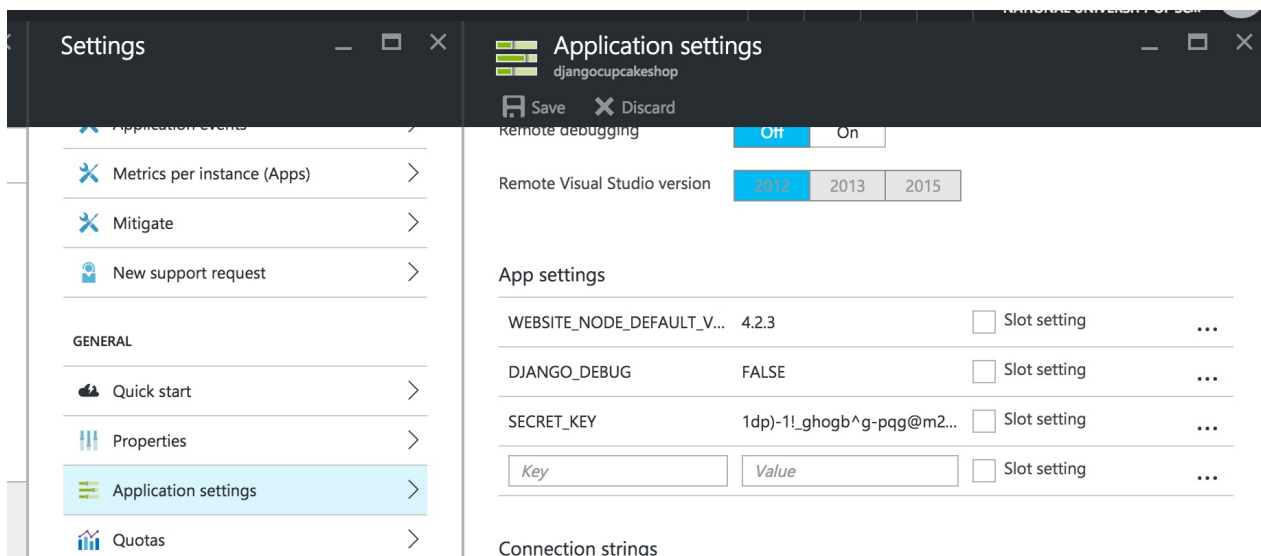 Settings
Application settings
djangocupcakeshop
Save
Discard
Application events
Metrics per instance (Apps)
Mitigate
New support request
GENERAL
Quick start
Properties
Application settings
Quotas
Remote debugging
Off
On
Remote Visual Studio version
2012
2013
2015
App settings
WEBSITE_NODE_DEFAULT_V... 4.2.3 Slot setting ...
DJANGO_DEBUG FALSE Slot setting ...
SECRET_KEY 1dp)-1!_ghogb^g-pqg@m2... Slot setting ...
Key Value Slot setting ...
Connection strings